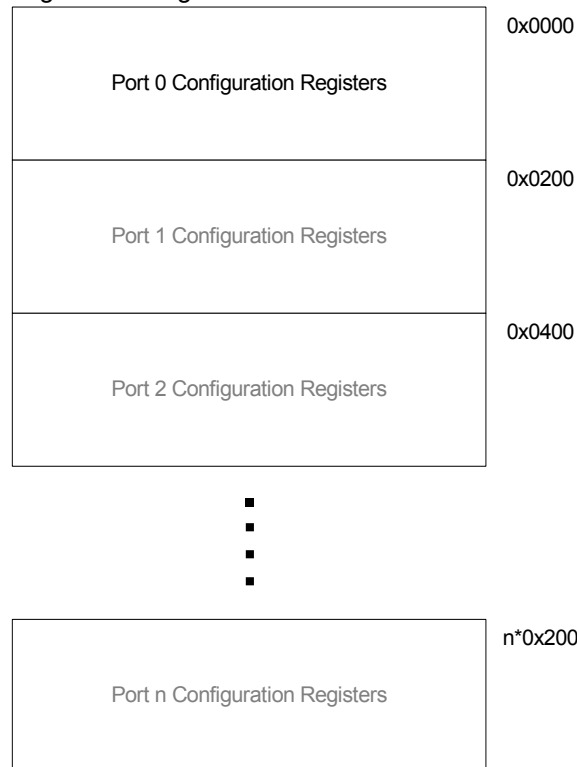 0x0000
Port 0 Configuration Registers
0x0200
Port 1 Configuration Registers
0x0400
Port 2 Configuration Registers
n*0x200
Port n Configuration Registers